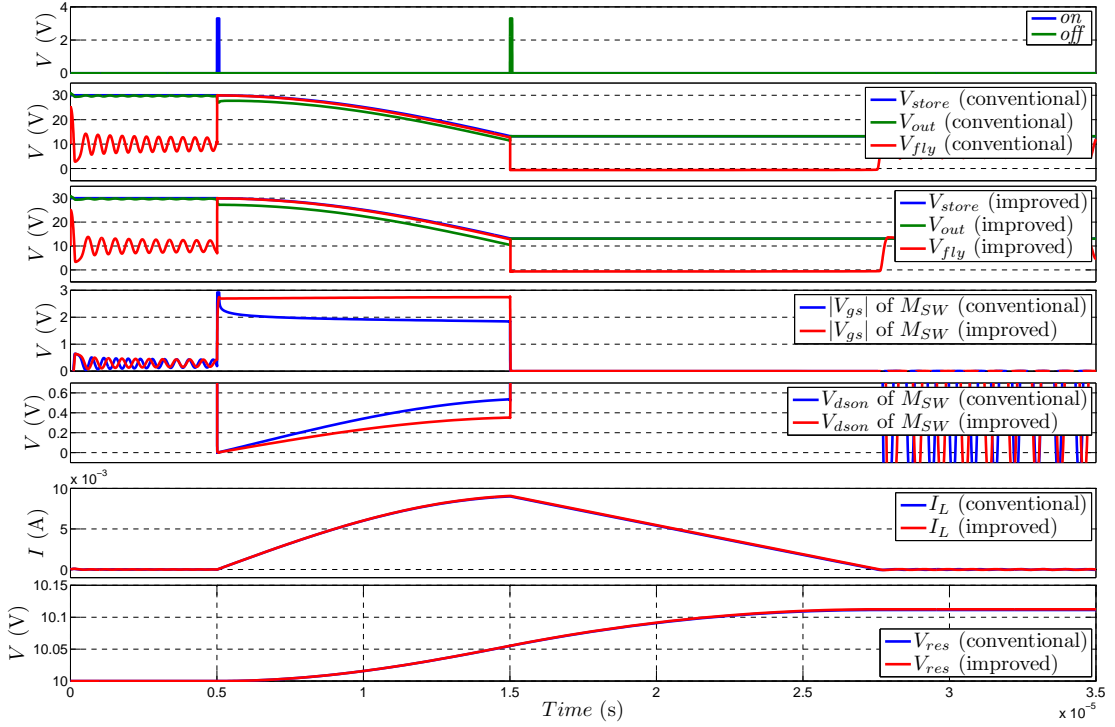 4
2
0
V (V)
on
off
30
20
10
0
V (V)
V_store (conventional)
V_out (conventional)
V_fly (conventional)
30
20
10
0
V (V)
V_store (improved)
V_out (improved)
V_fly (improved)
3
2
1
0
V (V)
|V_gs| of M_SW (conventional)
|V_gs| of M_SW (improved)
0.6
0.4
0.2
0
V (V)
V_dson of M_SW (conventional)
V_dson of M_SW (improved)
x 10⁻³
10
5
0
I (A)
I_L (conventional)
I_L (improved)
10.15
10.1
10.05
10
V (V)
V_res (conventional)
V_res (improved)
0 0.5 1 1.5 2 2.5 3 3.5
Time (s)
x 10⁻⁵